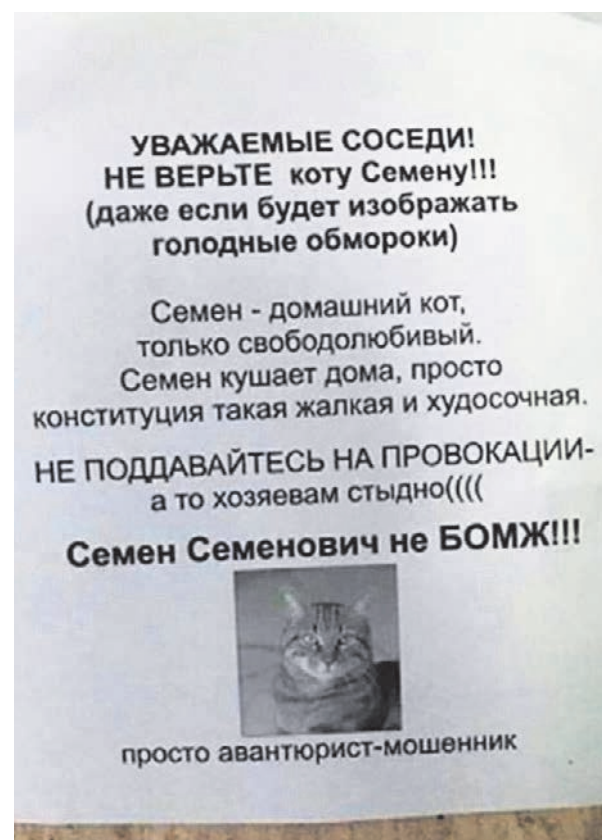 УВАЖАЕМЫЕ СОСЕДИ!
НЕ ВЕРЬТЕ коту Семену!!!
(даже если будет изображать
голодные обмороки)
Семен - домашний кот,
только свободолюбивый.
Семен кушает дома, просто
конституция такая жалкая и худосочная.
НЕ ПОДДАВАЙТЕСЬ НА ПРОВОКАЦИИ-
а то хозяевам стыдно((((
Семен Семенович не БОМЖ!!!
просто авантюрист-мошенник